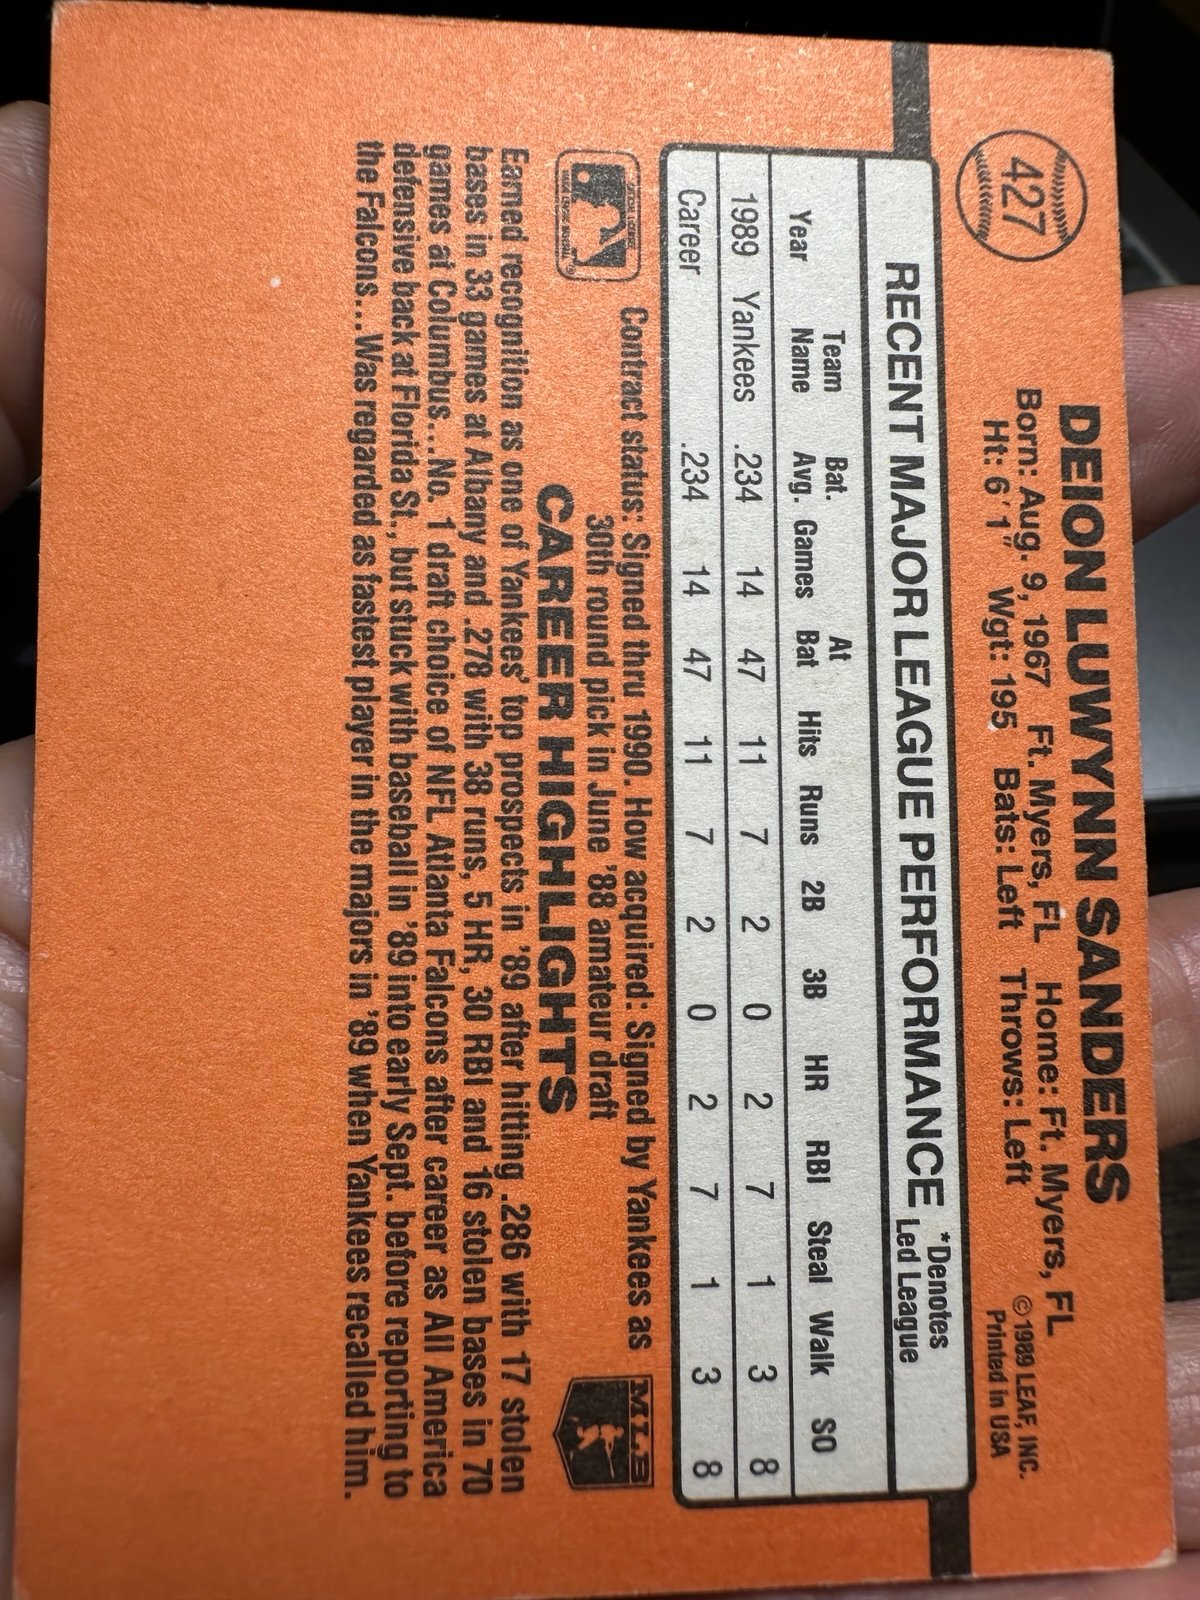 427
DEION LUWYNN SANDERS
Born: Aug. 9, 1967 Ft. Myers, FL Home: Ft. Myers, FL
Ht: 6'1" Wgt: 195 Bats: Left Throws: Left
© 1989 LEAF, INC.
Printed in USA
RECENT MAJOR LEAGUE PERFORMANCE
*Denotes
Led League
Year Team Name Bat. Avg. Games At Bat Hits Runs 2B 3B HR RBI Steal Walk SO
1989 Yankees .234 14 47 11 7 2 0 2 7 1 3 8
Career .234 14 47 11 7 2 0 2 7 1 3 8
Contract status: Signed thru 1990. How acquired: Signed by Yankees as
30th round pick in June '88 amateur draft
MLB
CAREER HIGHLIGHTS
Earned recognition as one of Yankees' top prospects in '89 after hitting .286 with 17 stolen
bases in 33 games at Albany and .278 with 38 runs, 5 HR, 30 RBI and 16 stolen bases in 70
games at Columbus...No. 1 draft choice of NFL Atlanta Falcons after career as All America
defensive back at Florida St., but stuck with baseball in '89 into early Sept. before reporting to
the Falcons...Was regarded as fastest player in the majors in '89 when Yankees recalled him.